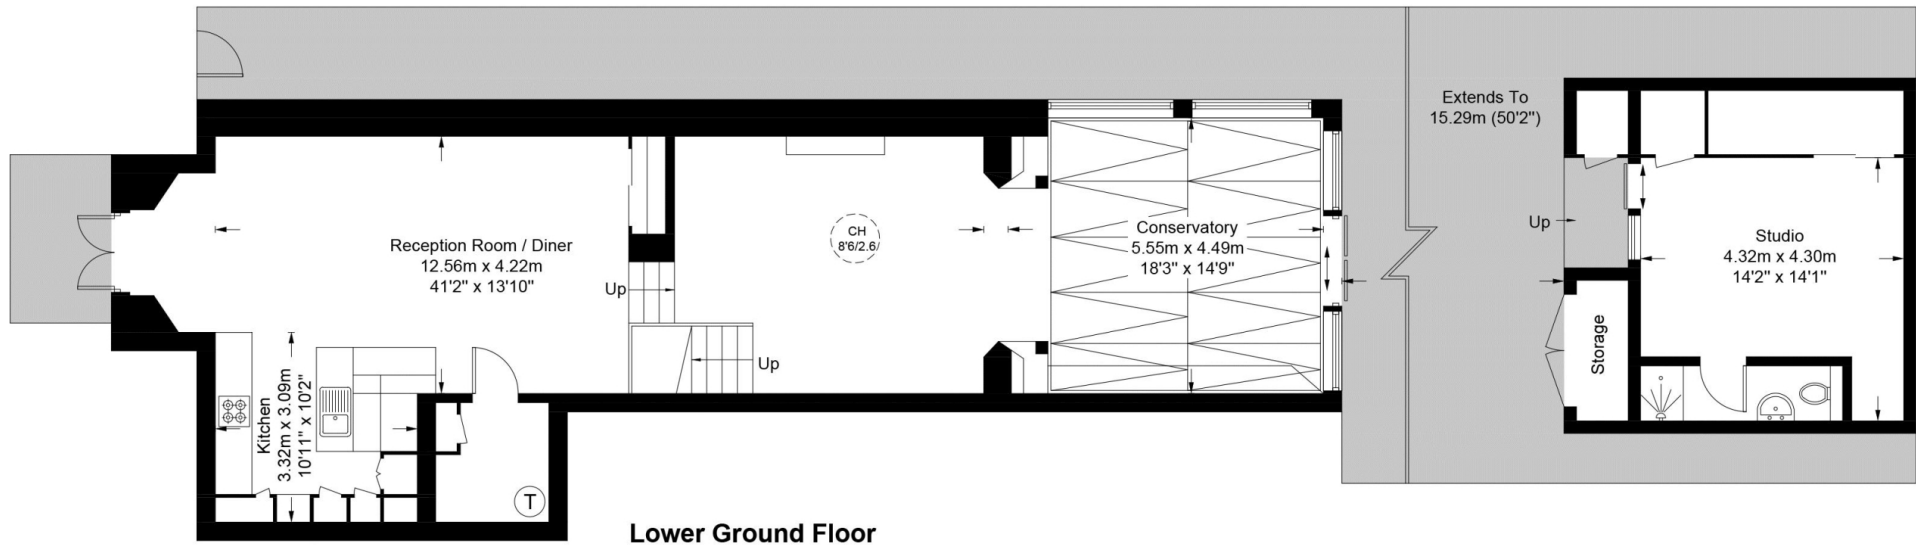 Extends To
15.29m (50'2")
Reception Room / Diner
12.56m x 4.22m
41'2" x 13'10"
Up
Up
CH
8'6/2.6/
Conservatory
5.55m x 4.49m
18'3" x 14'9"
Up
Studio
4.32m x 4.30m
14'2" x 14'1"
Storage
Kitchen
3.32m x 3.09m
10'11" x 10'2"
T
Lower Ground Floor